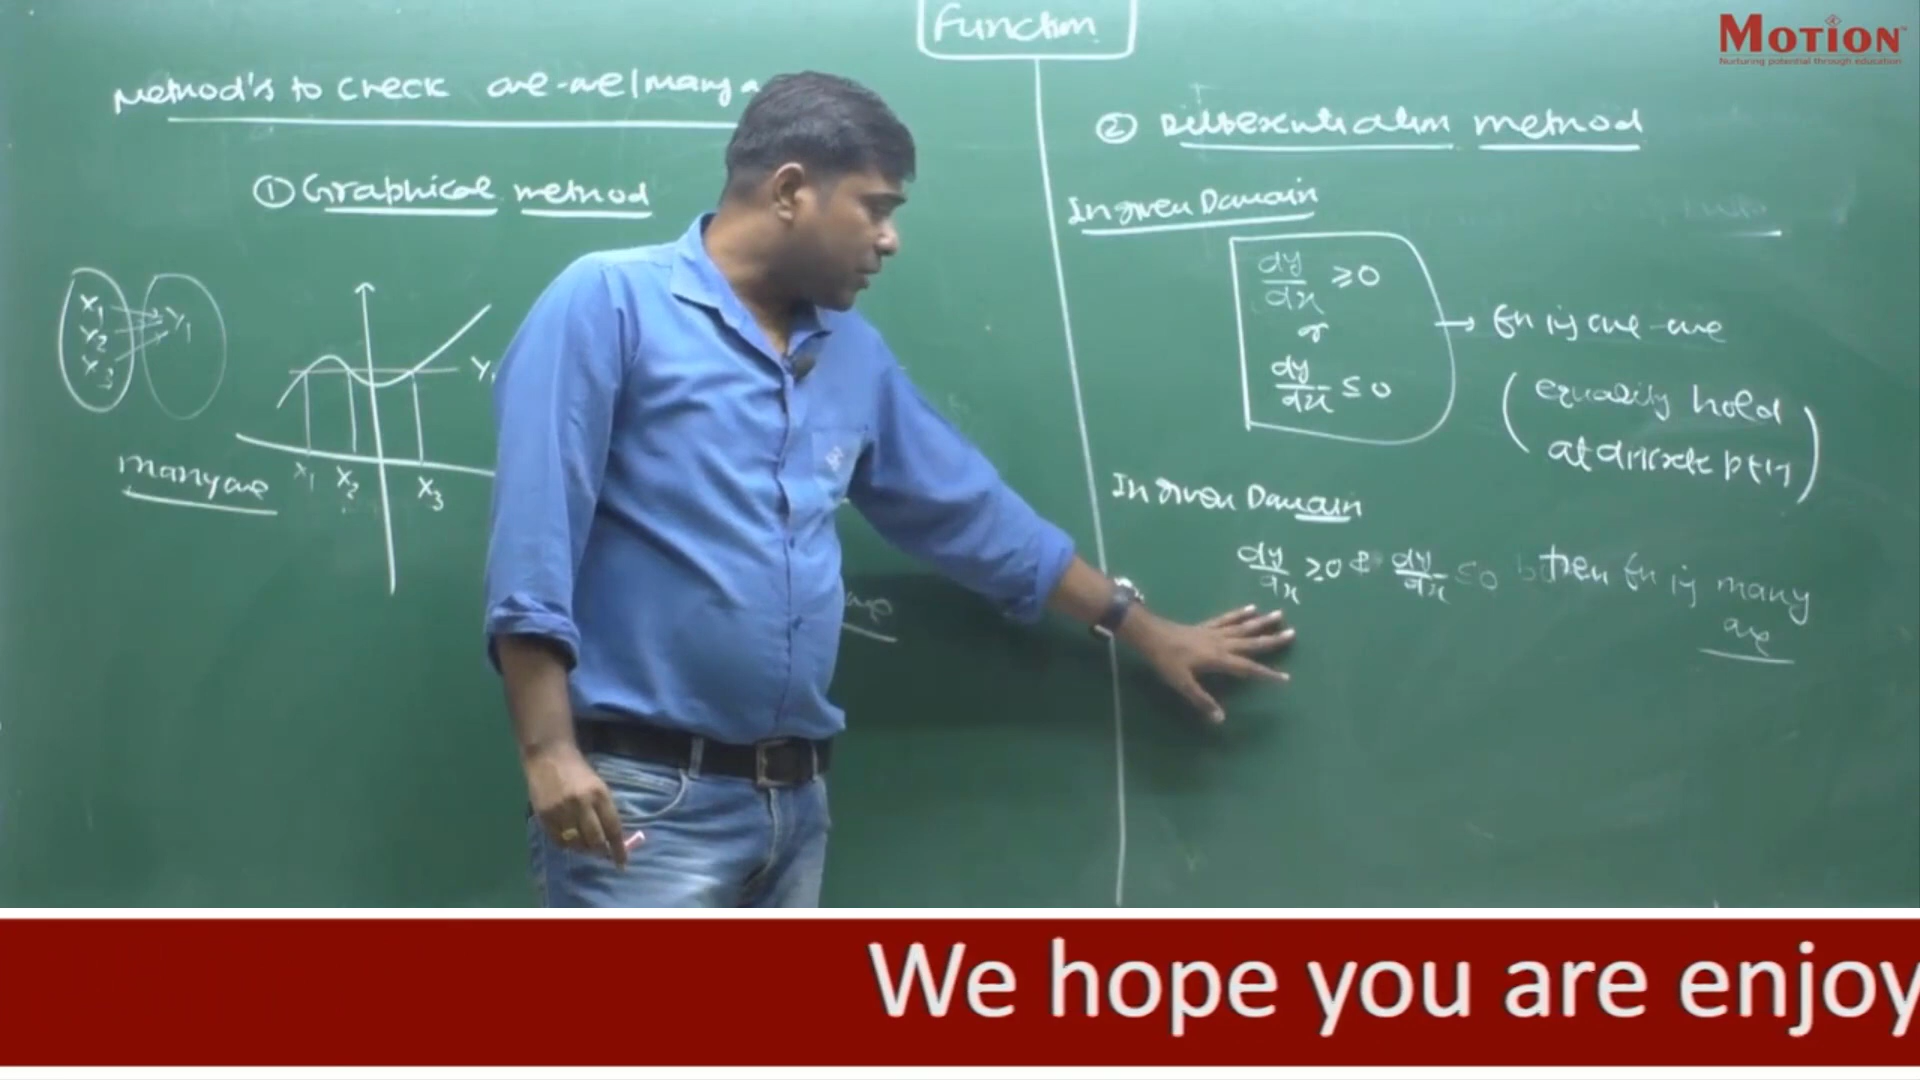 Function
MOTION
Nurturing potential through education
Method's to check one-one/many
① Graphical method
x₁
x₂
x₃
y₁
y₁
x₁ x₂ x₃
many one
one
② Differentiation method
In given Domain
dy/dx ≥ 0
or
dy/dx ≤ 0
→ fn is one-one
(equality hold
at discrete pt's)
In given Domain
dy/dx ≥ 0 & dy/dx ≤ 0 then fn is many
one
We hope you are enjoy